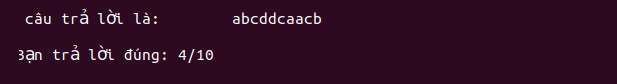 câu trả lời là: abcddcaacb
Bạn trả lời đúng: 4/10